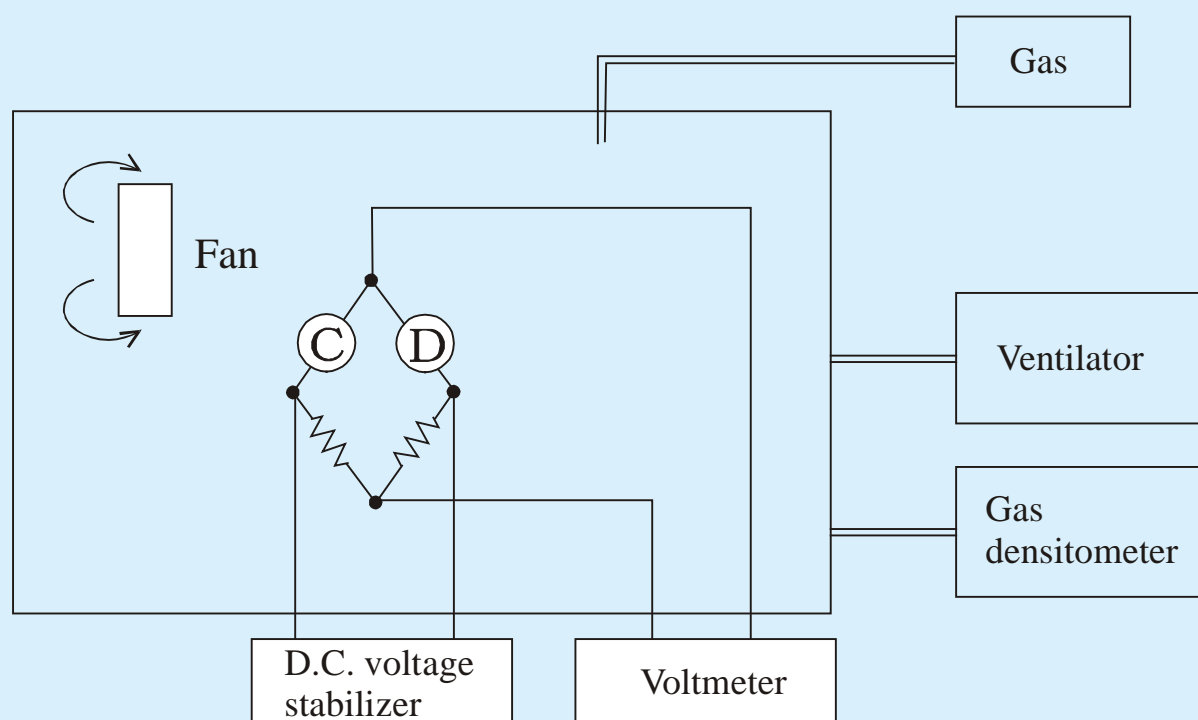 Gas
Fan
C
D
Ventilator
Gas
densitometer
D.C. voltage
stabilizer
Voltmeter